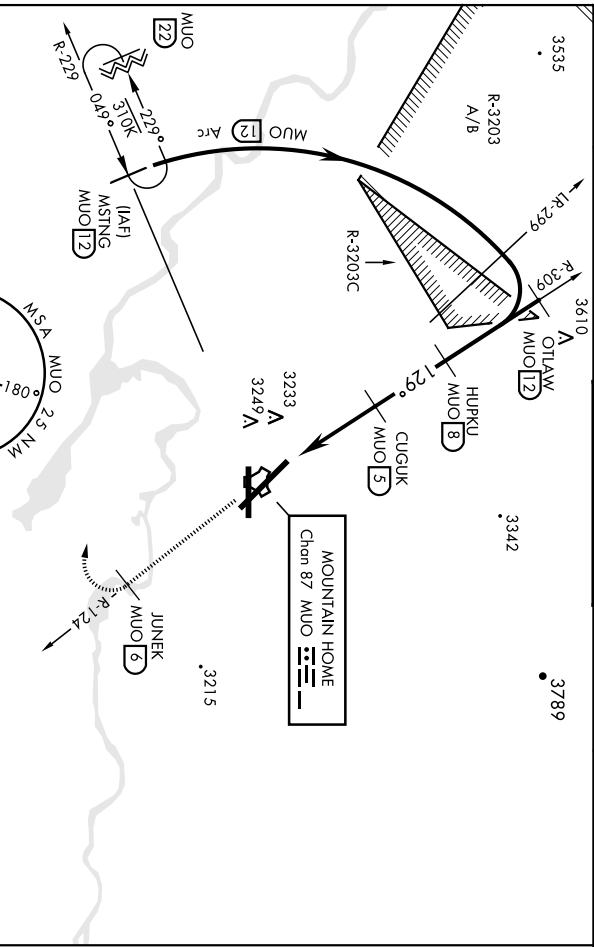 3535
R-3203
A/B
MUO
22
R-229
049°
310K
229°
MUO 12 Arc
(IAF)
MSTNG
MUO 12
LR-299
R-309
R-3203C
3610
OTLAW
MUO 12
HUPKU
MUO 8
129°
CUGUK
MUO 5
3233
3249
3342
3789
MOUNTAIN HOME
Chan 87 MUO
JUNEK
MUO 6
R-124
3215
MSA MUO 25 NM
180°